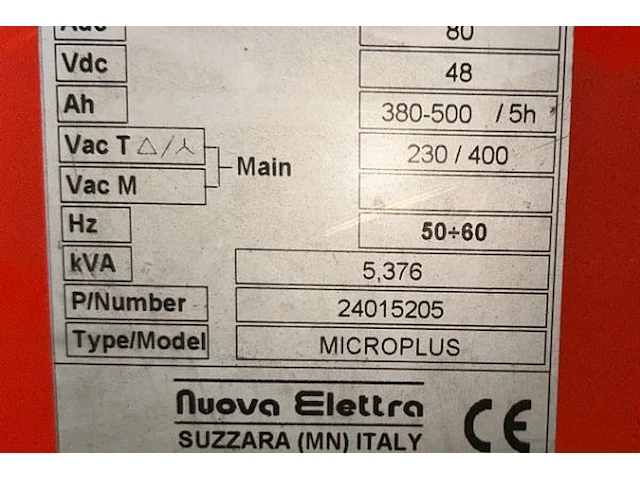 Adc 80
Vdc 48
Ah 380-500 / 5h
Vac T △/⅄ 230 / 400
Main
Vac M
Hz 50÷60
kVA 5,376
P/Number 24015205
Type/Model MICROPLUS
Nuova Elettra
SUZZARA (MN) ITALY
CE